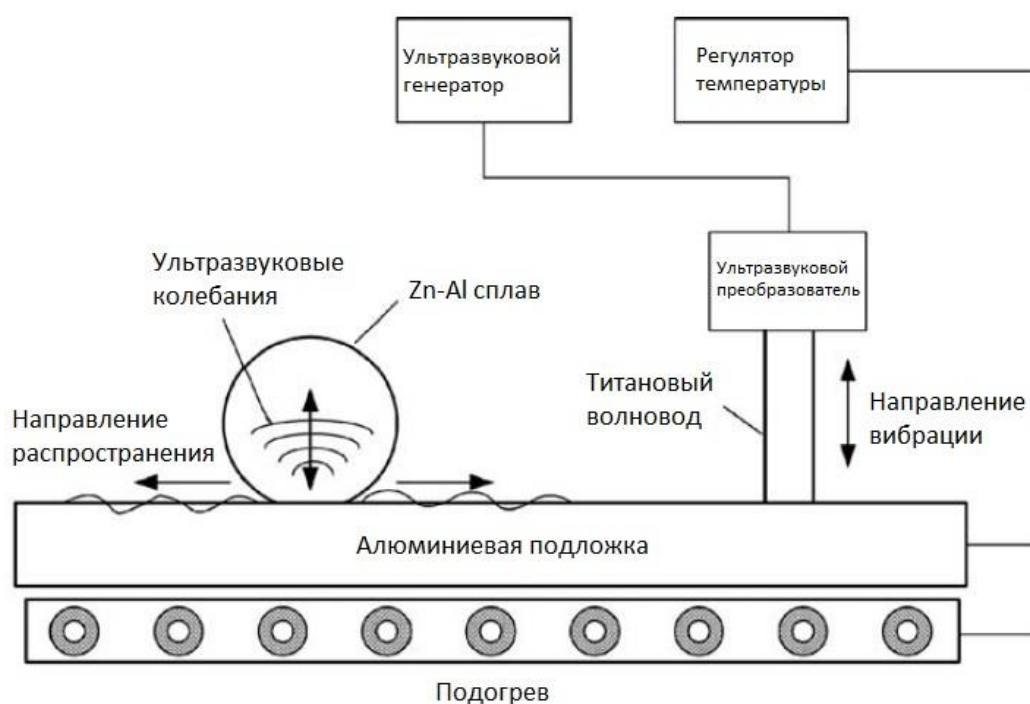 Ультразвуковой
генератор
Регулятор
температуры
Ультразвуковые
колебания
Zn-Al сплав
Ультразвуковой
преобразователь
Титановый
волновод
Направление
вибрации
Направление
распространения
Алюминиевая подложка
Подогрев